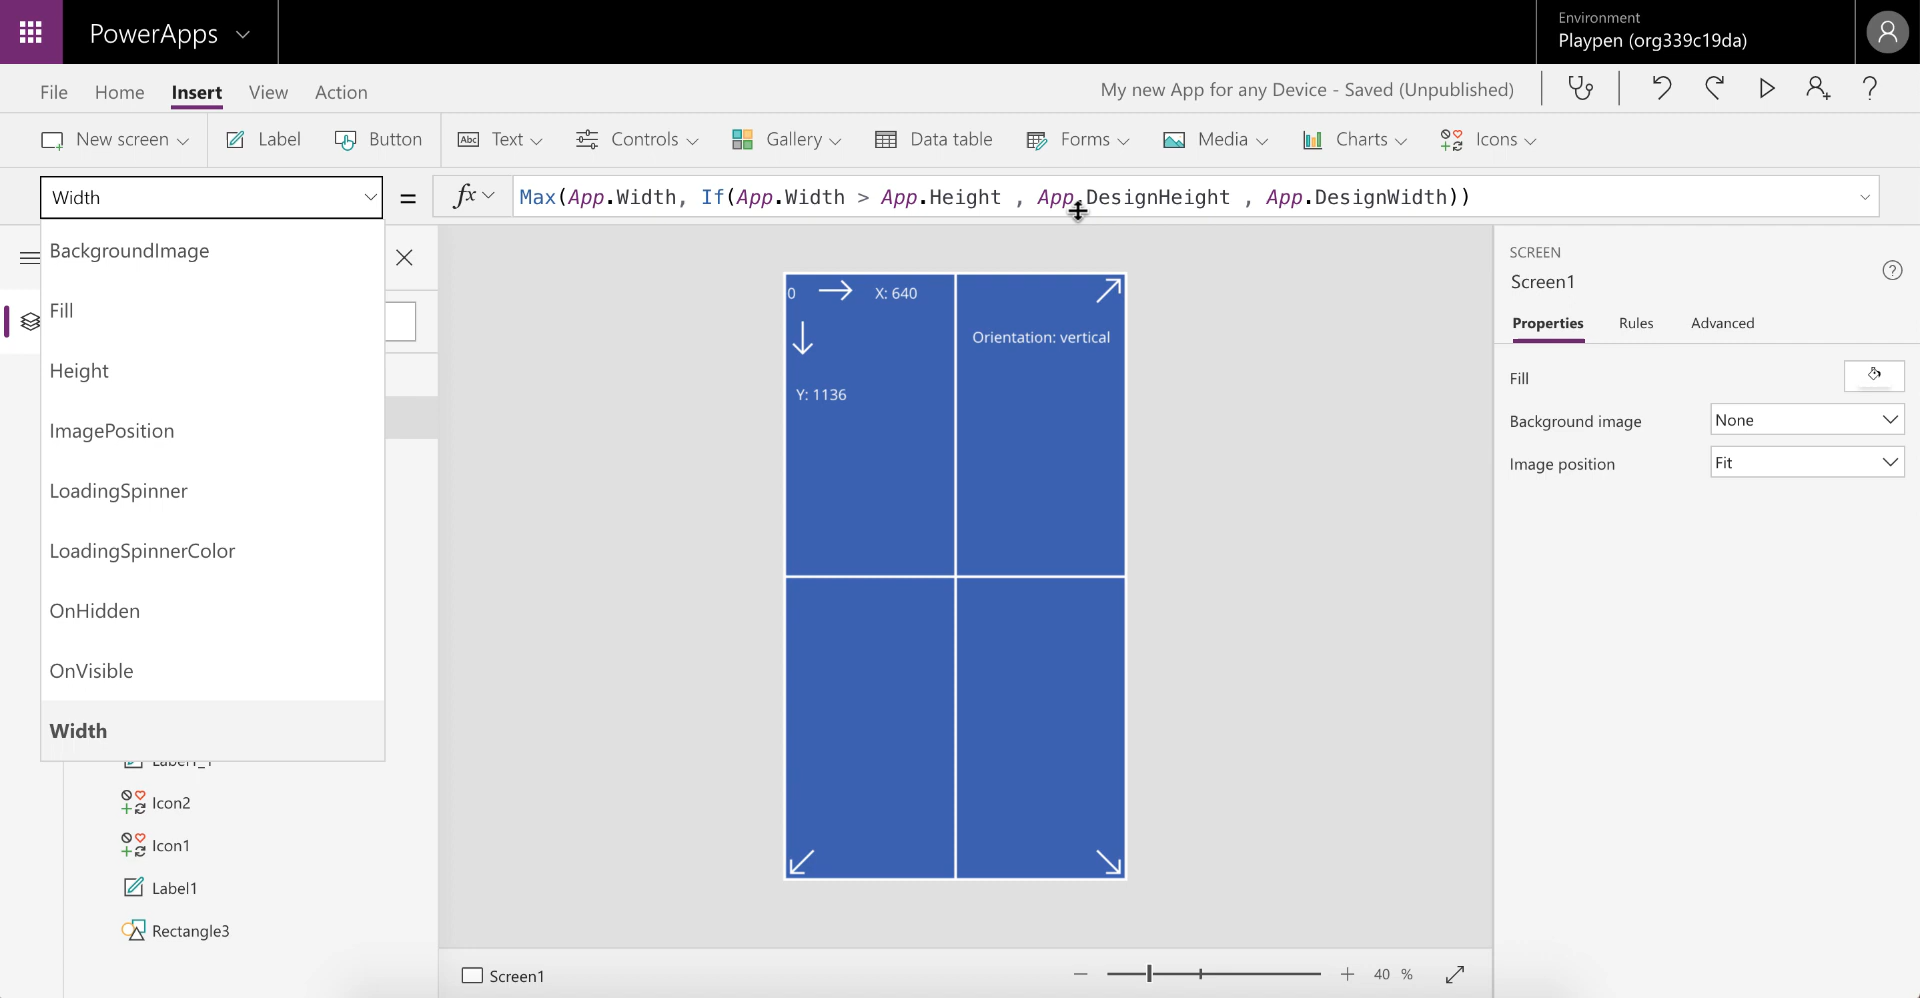 PowerApps
Environment
Playpen (org339c19da)
File Home Insert View Action
My new App for any Device - Saved (Unpublished)
New screen Label Button Text Controls Gallery Data table Forms Media Charts Icons
Abc
Width = fx Max(App.Width, If(App.Width > App.Height , App.DesignHeight , App.DesignWidth))
BackgroundImage
Fill
Height
ImagePosition
LoadingSpinner
LoadingSpinnerColor
OnHidden
OnVisible
Width
Label1_1
Icon2
Icon1
Label1
Rectangle3
0 X: 640
Orientation: vertical
Y: 1136
SCREEN
Screen1
Properties Rules Advanced
Fill
Background image None
Image position Fit
Screen1
40 %